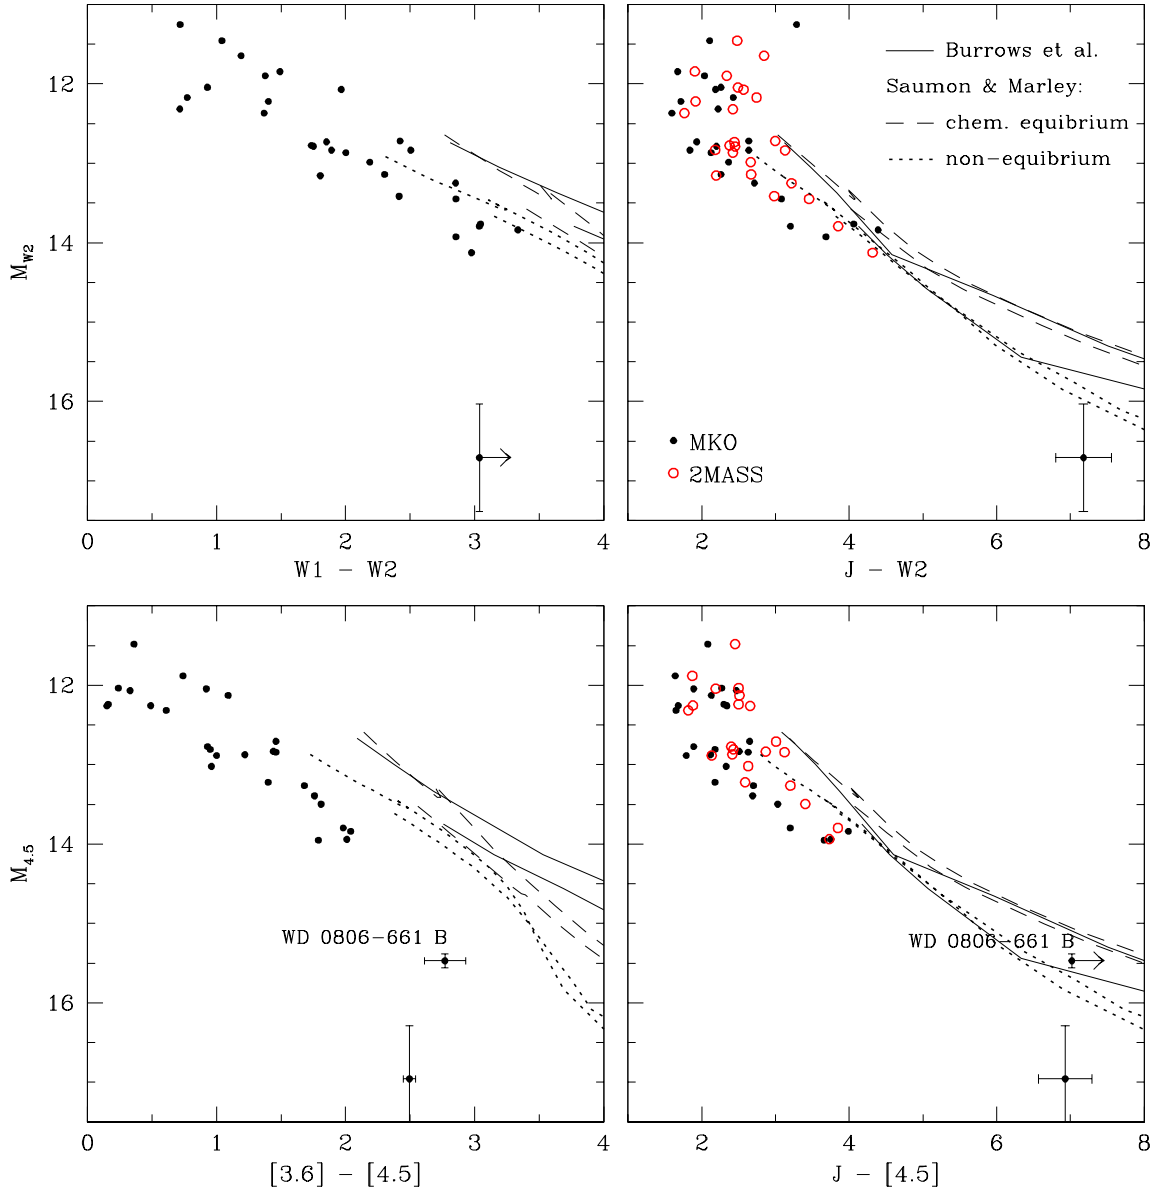 Burrows et al.
Saumon & Marley:
chem. equibrium
non-equibrium
12
14
16
M_W2
MKO
2MASS
0 1 2 3 4
2 4 6 8
W1 - W2
J - W2
12
14
16
M_4.5
WD 0806-661 B
WD 0806-661 B
0 1 2 3 4
2 4 6 8
[3.6] - [4.5]
J - [4.5]